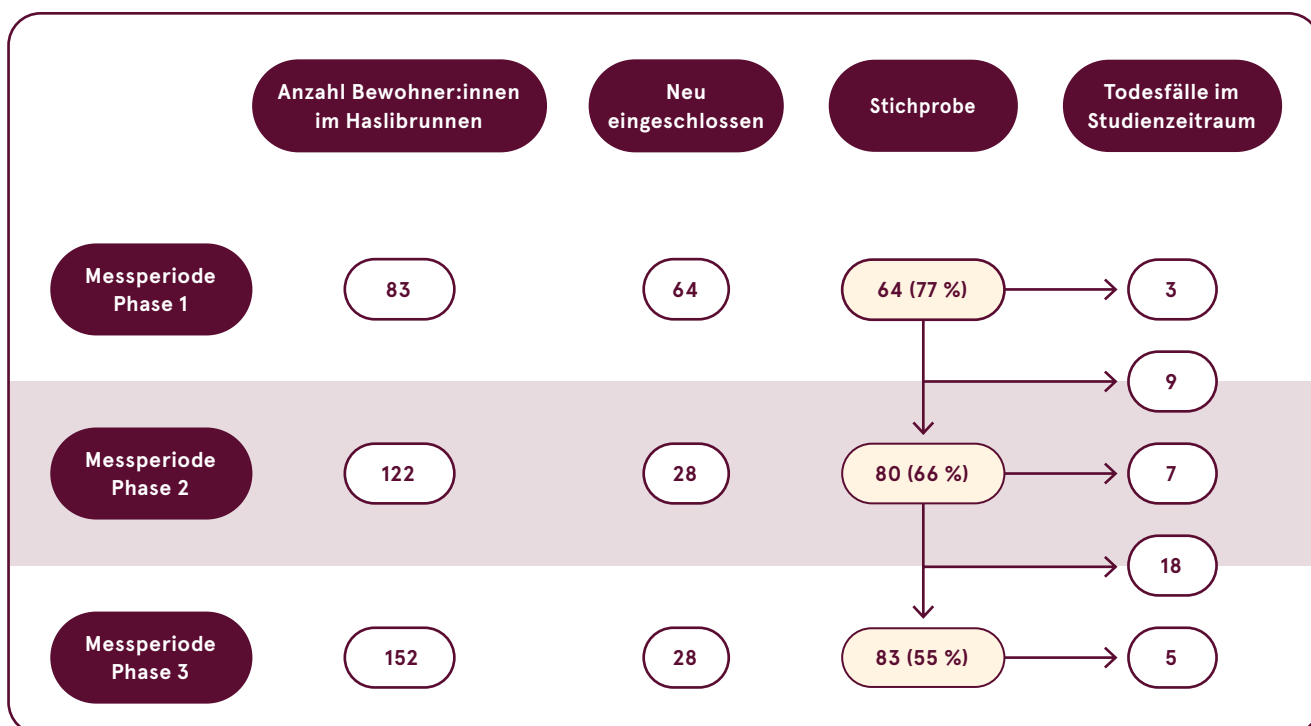 Anzahl Bewohner:innen
im Haslibrunnen
Neu
eingeschlossen
Stichprobe
Todesfälle im
Studienzeitraum
Messperiode
Phase 1
83
64
64 (77 %)
3
9
Messperiode
Phase 2
122
28
80 (66 %)
7
18
Messperiode
Phase 3
152
28
83 (55 %)
5